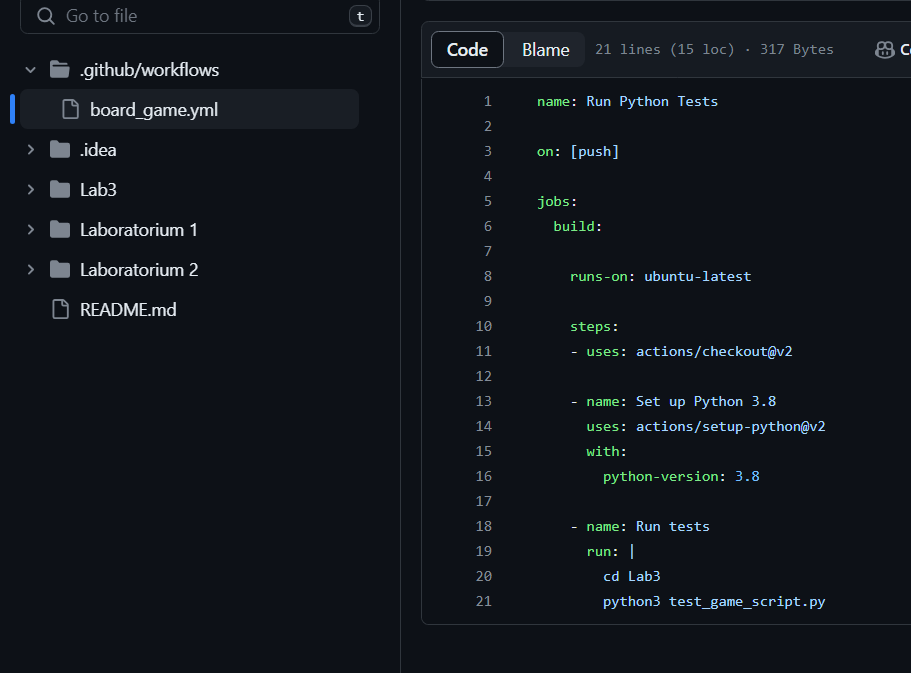 Go to file
t
.github/workflows
board_game.yml
.idea
Lab3
Laboratorium 1
Laboratorium 2
README.md
Code Blame 21 lines (15 loc) · 317 Bytes
1 name: Run Python Tests
2
3 on: [push]
4
5 jobs:
6   build:
7
8     runs-on: ubuntu-latest
9
10     steps:
11     - uses: actions/checkout@v2
12
13     - name: Set up Python 3.8
14       uses: actions/setup-python@v2
15       with:
16         python-version: 3.8
17
18     - name: Run tests
19       run: |
20         cd Lab3
21         python3 test_game_script.py